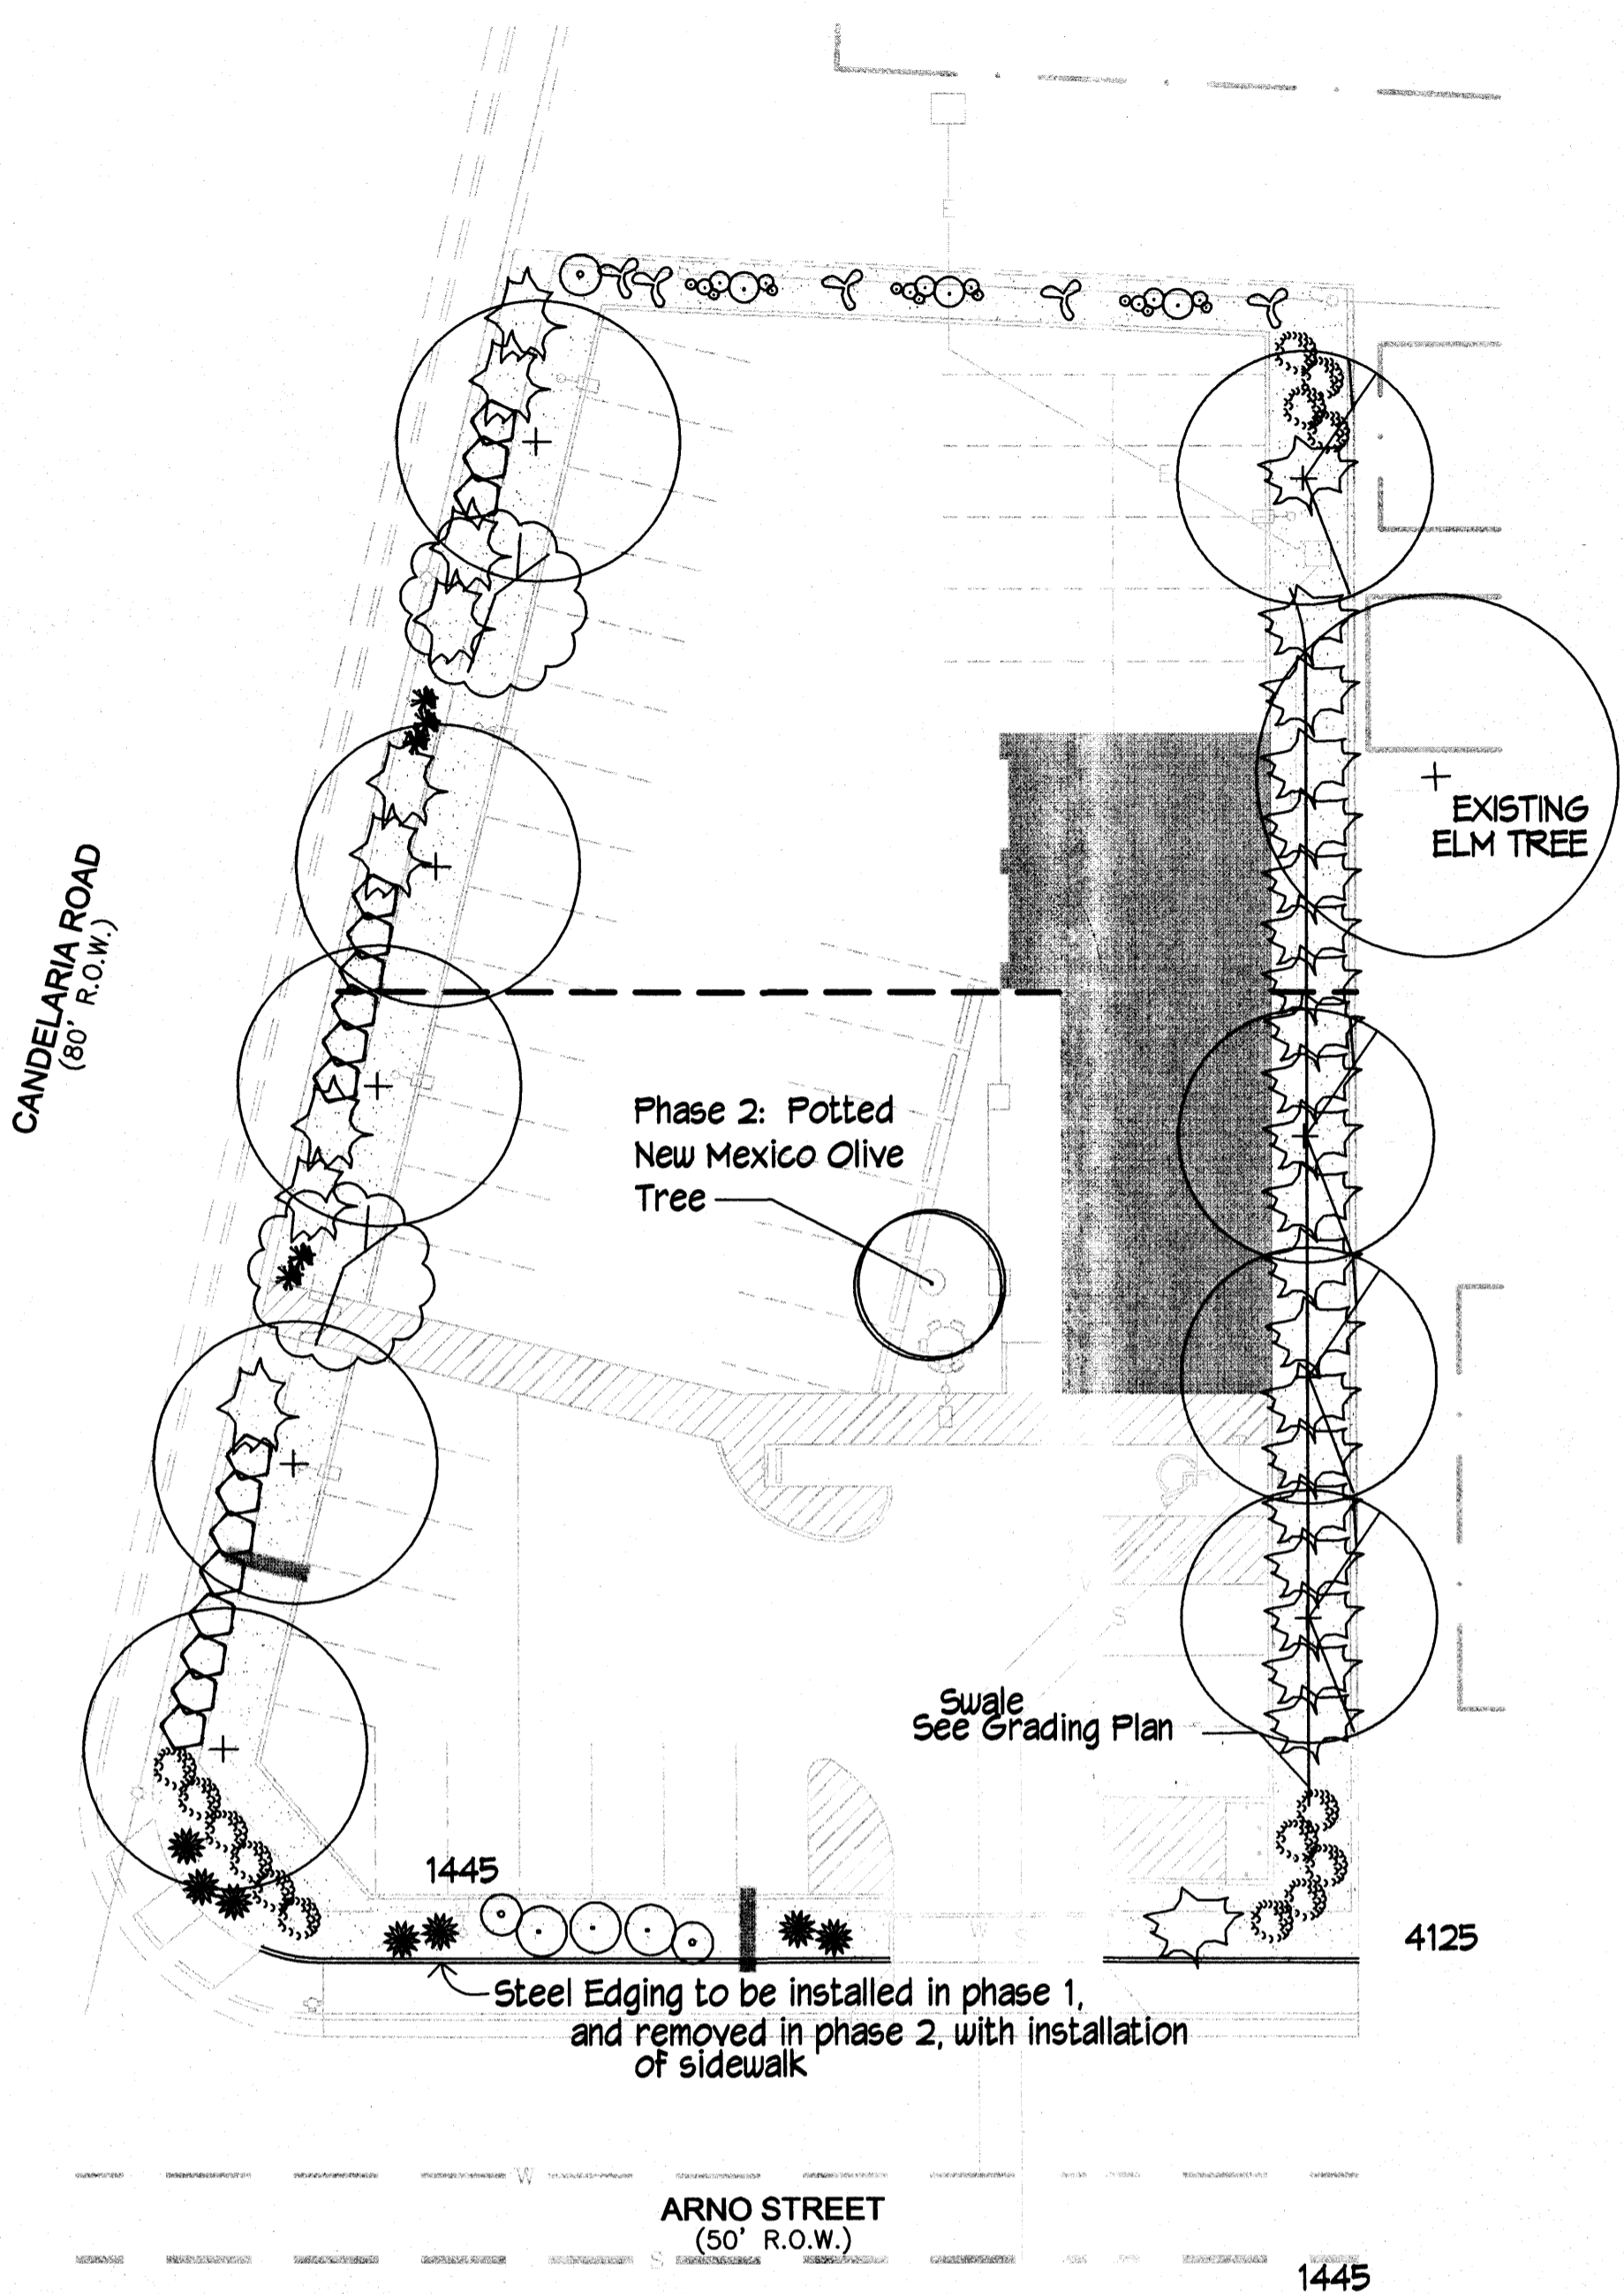 EXISTING
ELM TREE
CANDELARIA ROAD
(80' R.O.W.)
Phase 2: Potted
New Mexico Olive
Tree
Swale
See Grading Plan
1445
4125
Steel Edging to be installed in phase 1,
and removed in phase 2, with installation
of sidewalk
W
ARNO STREET
(50' R.O.W.)
S
1445